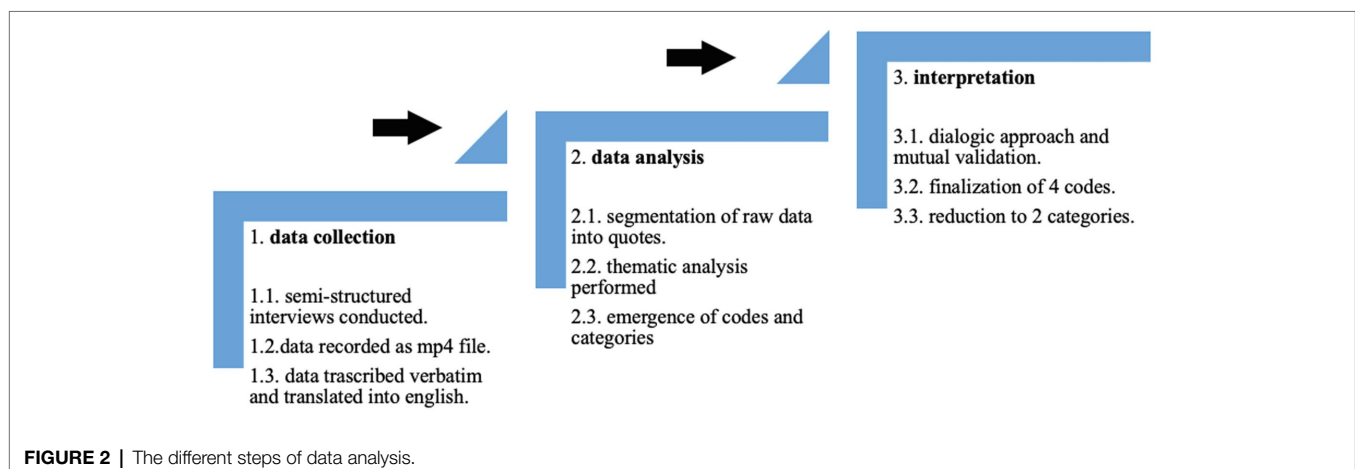 1. data collection
1.1. semi-structured
interviews conducted.
1.2.data recorded as mp4 file.
1.3. data trascribed verbatim
and translated into english.
2. data analysis
2.1. segmentation of raw data
into quotes.
2.2. thematic analysis
performed
2.3. emergence of codes and
categories
3. interpretation
3.1. dialogic approach and
mutual validation.
3.2. finalization of 4 codes.
3.3. reduction to 2 categories.
FIGURE 2 | The different steps of data analysis.